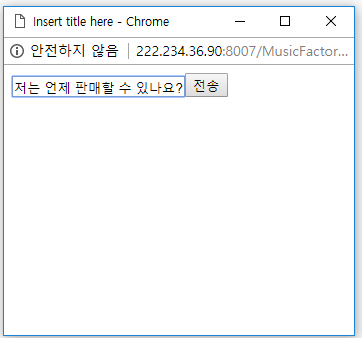 Insert title here - Chrome
안전하지 않음 222.234.36.90:8007/MusicFactor...
저는 언제 판매할 수 있나요? 전송